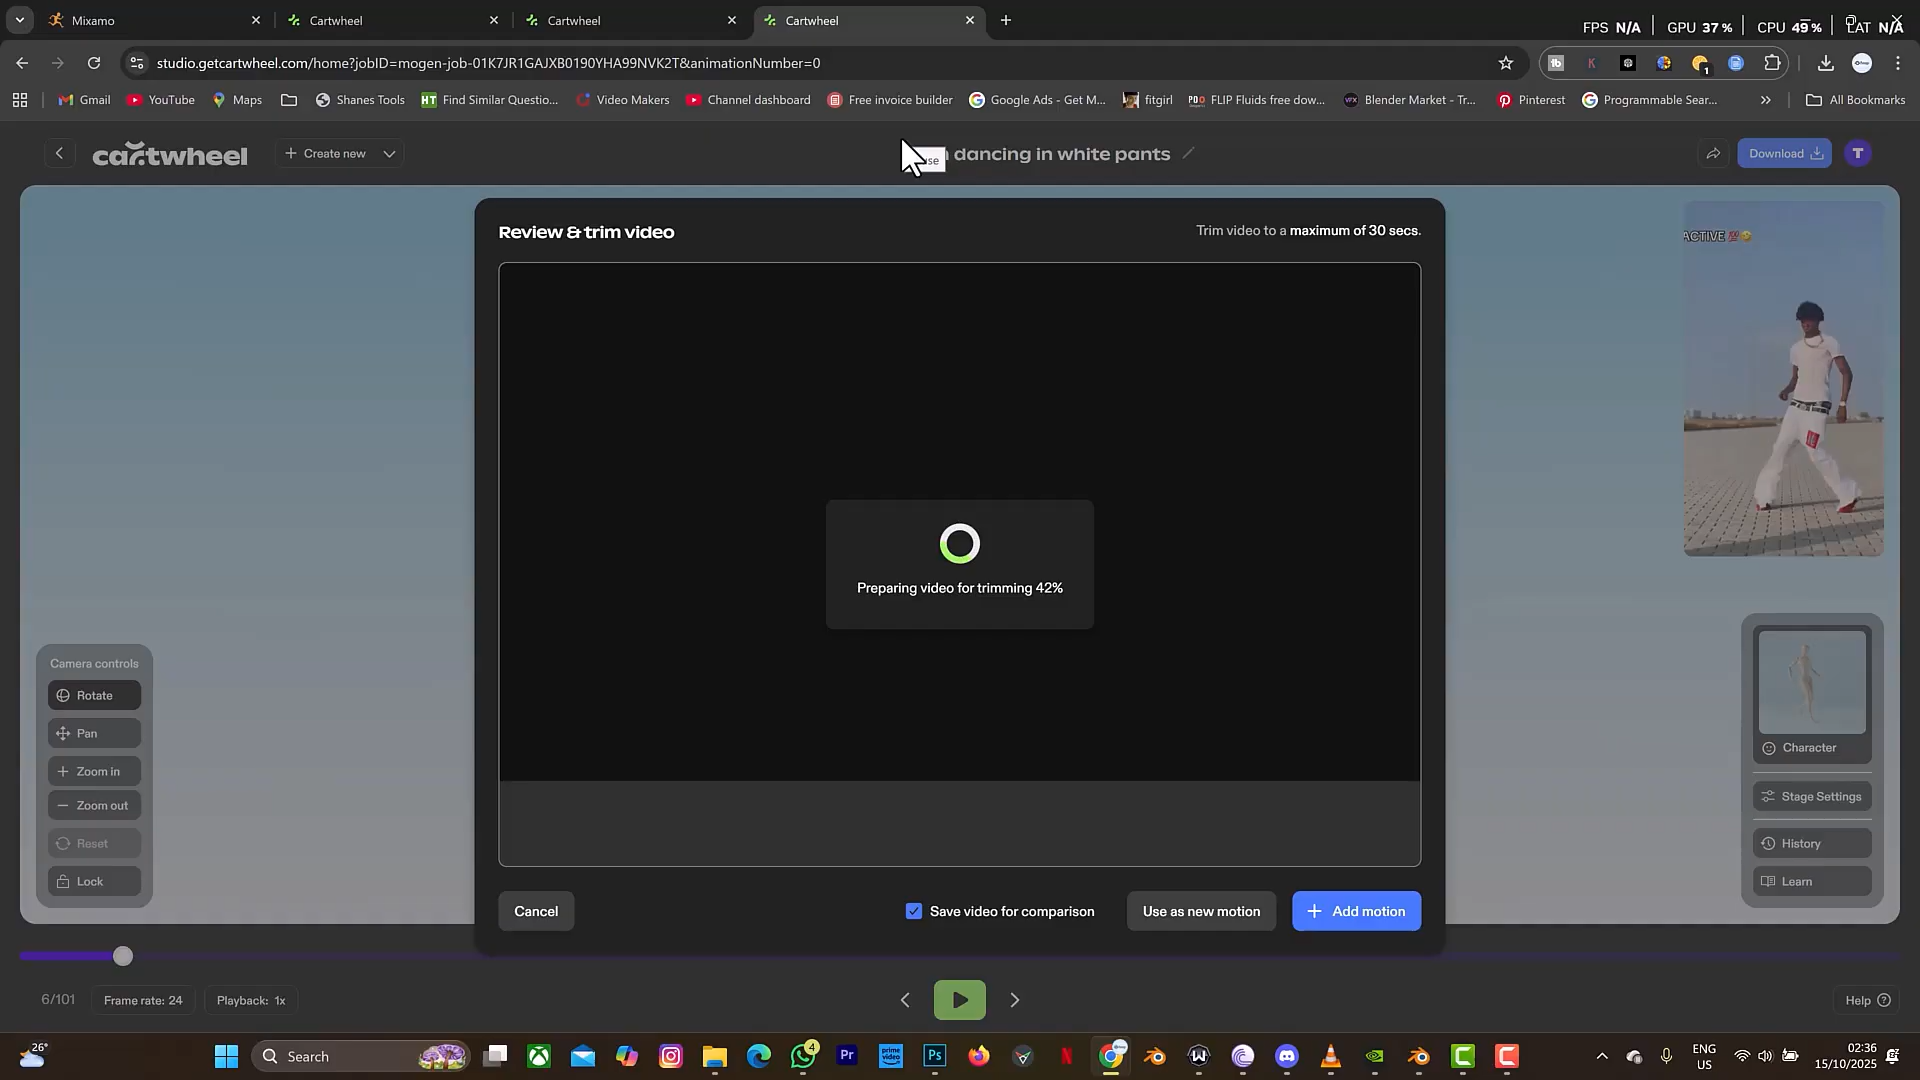 Mixamo
Cartwheel
Cartwheel
Cartwheel
FPS N/A
GPU 37 %
CPU 49 %
LAT N/A
studio.getcartwheel.com/home?jobID=mogen-job-01K7JR1GAJXB0190YHA99NVK2T&animationNumber=0
Gmail
YouTube
Maps
Shanes Tools
Find Similar Questio...
Video Makers
Channel dashboard
Free invoice builder
Google Ads - Get M...
fitgirl
FLIP Fluids free dow...
Blender Market - Tr...
Pinterest
Programmable Sear...
All Bookmarks
cartwheel
Create new
dancing in white pants
Download
T
Review & trim video
Trim video to a maximum of 30 secs.
ACTIVE 💯🤣
Preparing video for trimming 42%
Camera controls
Rotate
Pan
Zoom in
Zoom out
Reset
Lock
Character
Stage Settings
History
Learn
Cancel
Save video for comparison
Use as new motion
Add motion
6/101
Frame rate: 24
Playback: 1x
Help
26°
Search
4
ENG
US
02:36
15/10/2025